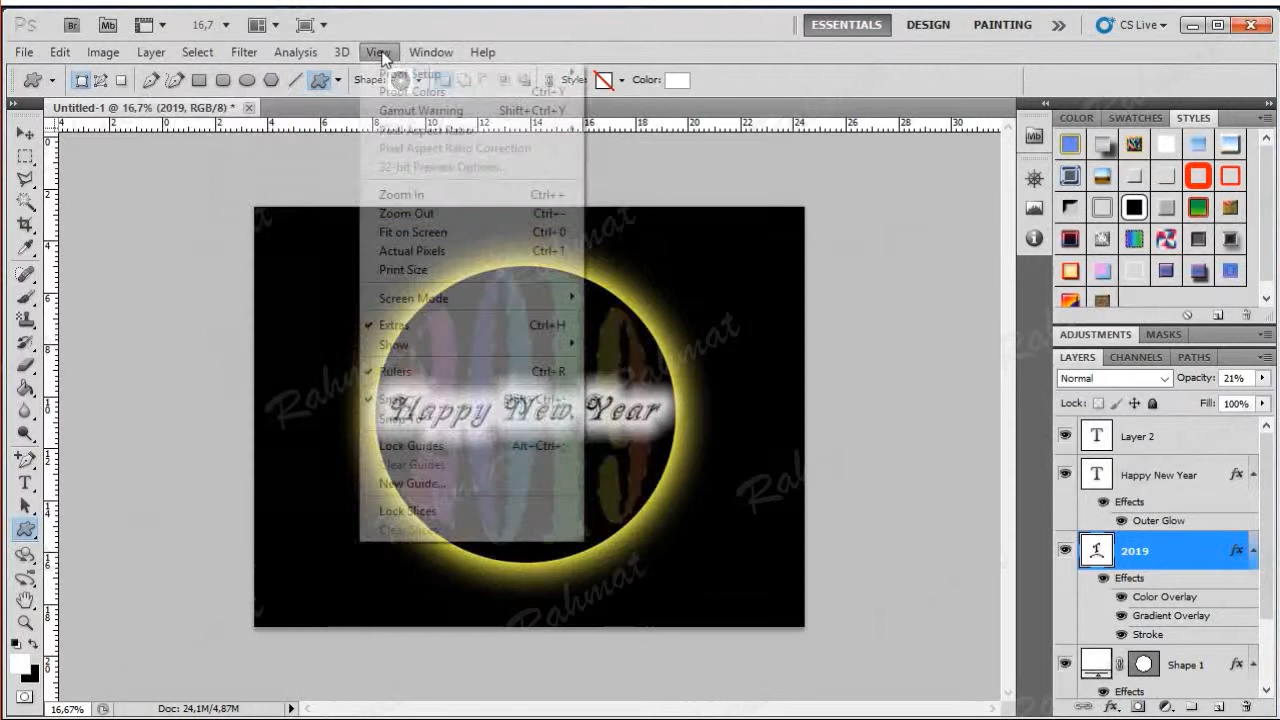 Ps Br Mb 16,7 ESSENTIALS DESIGN PAINTING CS Live
File Edit Image Layer Select Filter Analysis 3D View Window Help
Shape: Style: Color:
Untitled-1 @ 16,7% (2019, RGB/8) *
Proof Setup
Proof Colors Ctrl+Y
Gamut Warning Shift+Ctrl+Y
Pixel Aspect Ratio
Pixel Aspect Ratio Correction
32-bit Preview Options...
Zoom In Ctrl++
Zoom Out Ctrl+-
Fit on Screen Ctrl+0
Actual Pixels Ctrl+1
Print Size
Screen Mode
Extras Ctrl+H
Show
Rulers Ctrl+R
Snap
Snap To
Lock Guides Alt+Ctrl+;
Clear Guides
New Guide...
Lock Slices
Clear Slices
Happy New Year
Rahmat
COLOR SWATCHES STYLES
ADJUSTMENTS MASKS
LAYERS CHANNELS PATHS
Normal Opacity: 21%
Lock: Fill: 100%
Layer 2
Happy New Year fx
Effects
Outer Glow
2019 fx
Effects
Color Overlay
Gradient Overlay
Stroke
Shape 1 fx
Effects
16,67% Doc: 24,1M/4,87M